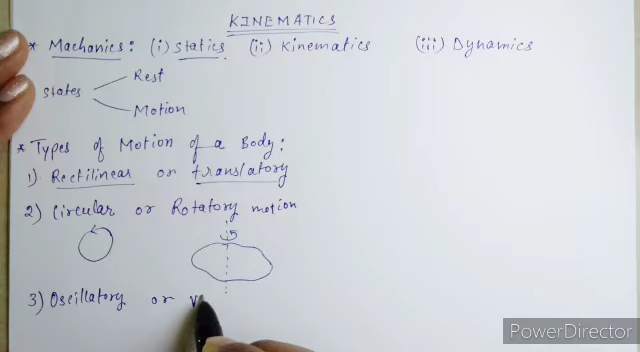 KINEMATICS
* Mechanics: (i) Statics (ii) Kinematics (iii) Dynamics
States Rest
Motion
* Types of Motion of a Body:
1) Rectilinear or translatory
2) Circular or Rotatory motion
3) Oscillatory or V
PowerDirector